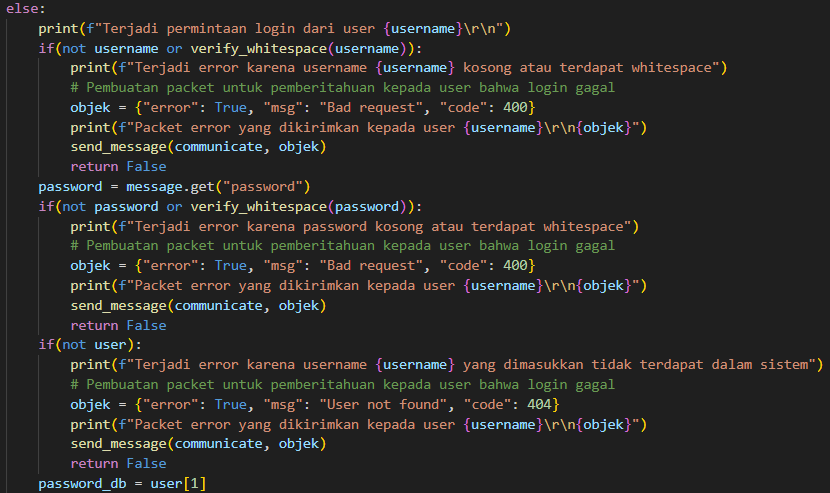 else:
    print(f"Terjadi permintaan login dari user {username}\r\n")
    if(not username or verify_whitespace(username)):
        print(f"Terjadi error karena username {username} kosong atau terdapat whitespace")
        # Pembuatan packet untuk pemberitahuan kepada user bahwa login gagal
        objek = {"error": True, "msg": "Bad request", "code": 400}
        print(f"Packet error yang dikirimkan kepada user {username}\r\n{objek}")
        send_message(communicate, objek)
        return False
    password = message.get("password")
    if(not password or verify_whitespace(password)):
        print(f"Terjadi error karena password kosong atau terdapat whitespace")
        # Pembuatan packet untuk pemberitahuan kepada user bahwa login gagal
        objek = {"error": True, "msg": "Bad request", "code": 400}
        print(f"Packet error yang dikirimkan kepada user {username}\r\n{objek}")
        send_message(communicate, objek)
        return False
    if(not user):
        print(f"Terjadi error karena username {username} yang dimasukkan tidak terdapat dalam sistem")
        # Pembuatan packet untuk pemberitahuan kepada user bahwa login gagal
        objek = {"error": True, "msg": "User not found", "code": 404}
        print(f"Packet error yang dikirimkan kepada user {username}\r\n{objek}")
        send_message(communicate, objek)
        return False
    password_db = user[1]